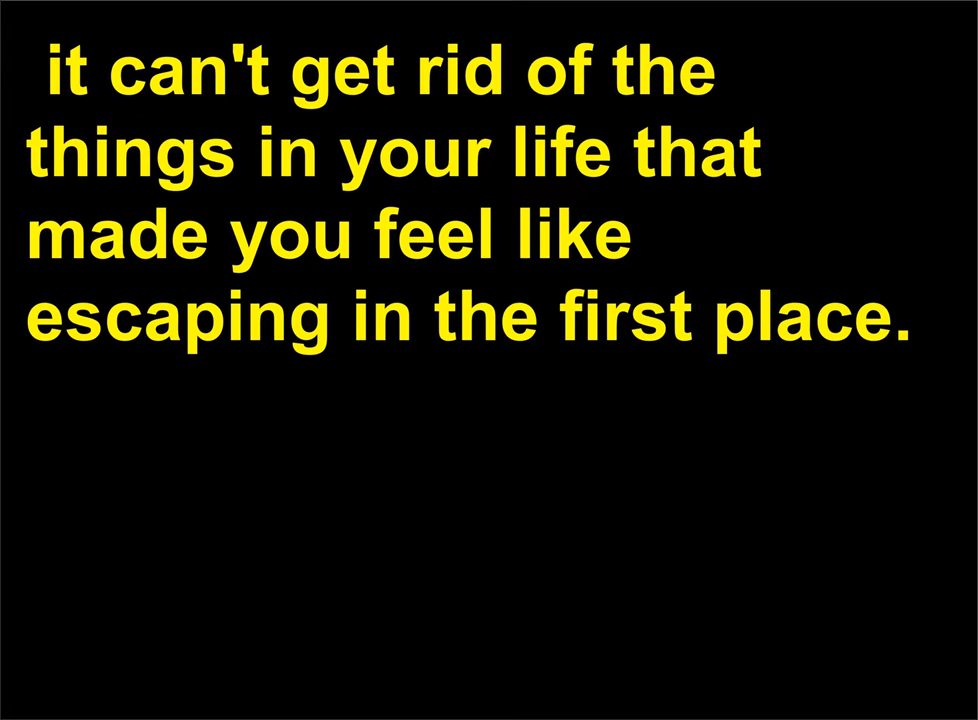 it can't get rid of the
things in your life that
made you feel like
escaping in the first place.